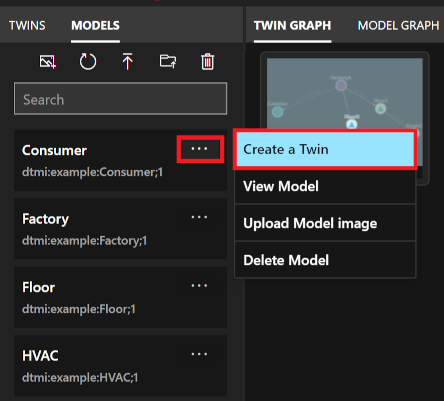 TWINS
MODELS
TWIN GRAPH
MODEL GRAPH
Search
Consumer
dtmi:example:Consumer;1
Factory
dtmi:example:Factory;1
Floor
dtmi:example:Floor;1
HVAC
dtmi:example:HVAC;1
Create a Twin
View Model
Upload Model image
Delete Model